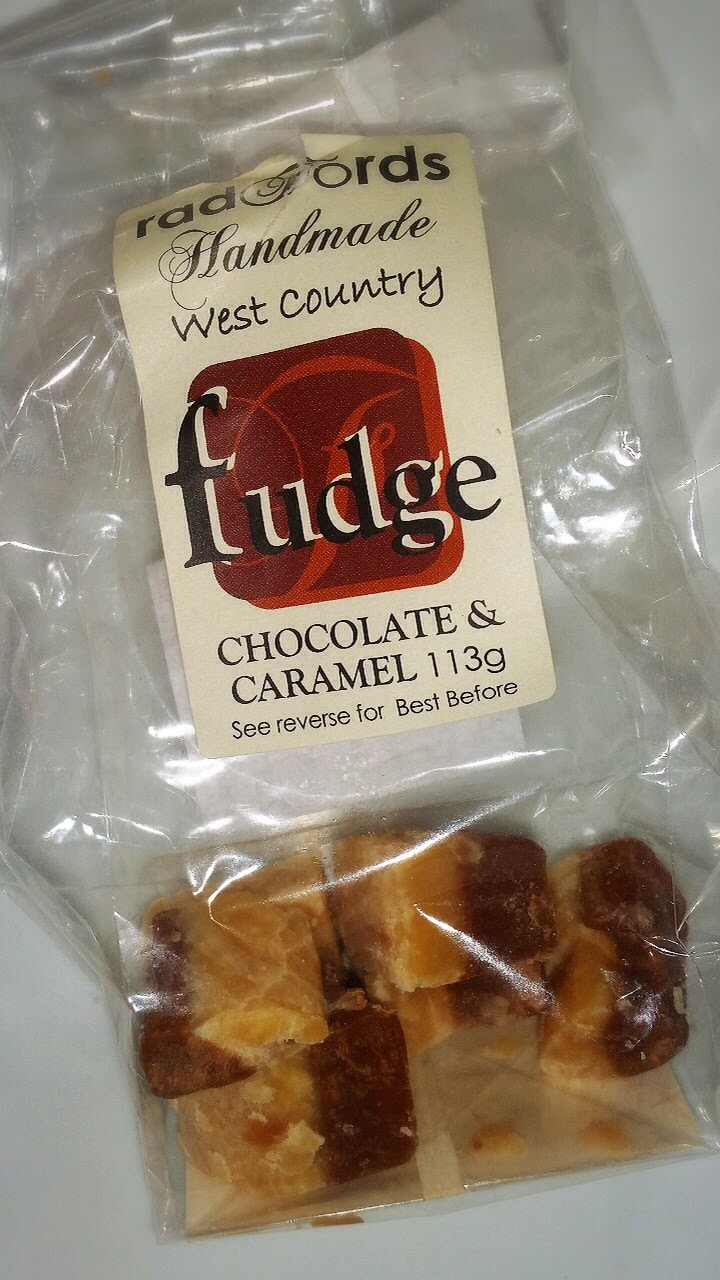 radfords
Handmade
West Country
fudge
CHOCOLATE &
CARAMEL 113g
See reverse for Best Before